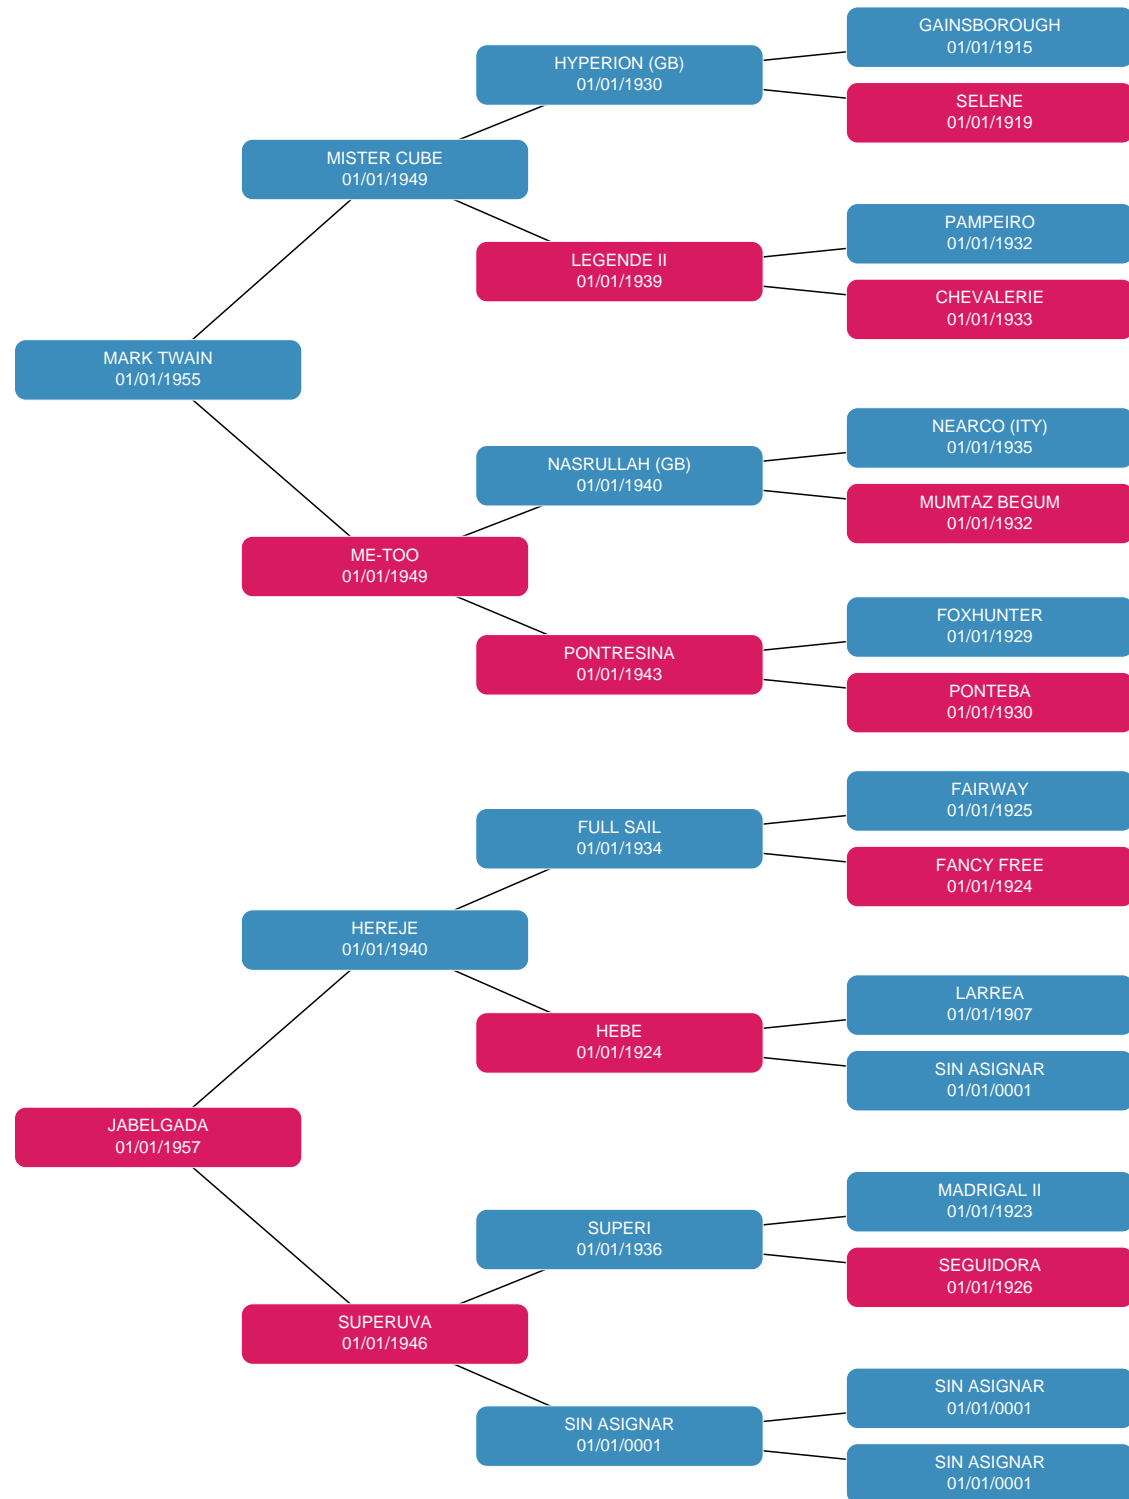 GAINSBOROUGH
01/01/1915
HYPERION (GB)
01/01/1930
SELENE
01/01/1919
MISTER CUBE
01/01/1949
PAMPEIRO
01/01/1932
LEGENDE II
01/01/1939
CHEVALERIE
01/01/1933
MARK TWAIN
01/01/1955
NEARCO (ITY)
01/01/1935
NASRULLAH (GB)
01/01/1940
MUMTAZ BEGUM
01/01/1932
ME-TOO
01/01/1949
FOXHUNTER
01/01/1929
PONTRESINA
01/01/1943
PONTEBA
01/01/1930
FAIRWAY
01/01/1925
FULL SAIL
01/01/1934
FANCY FREE
01/01/1924
HEREJE
01/01/1940
LARREA
01/01/1907
HEBE
01/01/1924
SIN ASIGNAR
01/01/0001
JABELGADA
01/01/1957
MADRIGAL II
01/01/1923
SUPERI
01/01/1936
SEGUIDORA
01/01/1926
SUPERUVA
01/01/1946
SIN ASIGNAR
01/01/0001
SIN ASIGNAR
01/01/0001
SIN ASIGNAR
01/01/0001